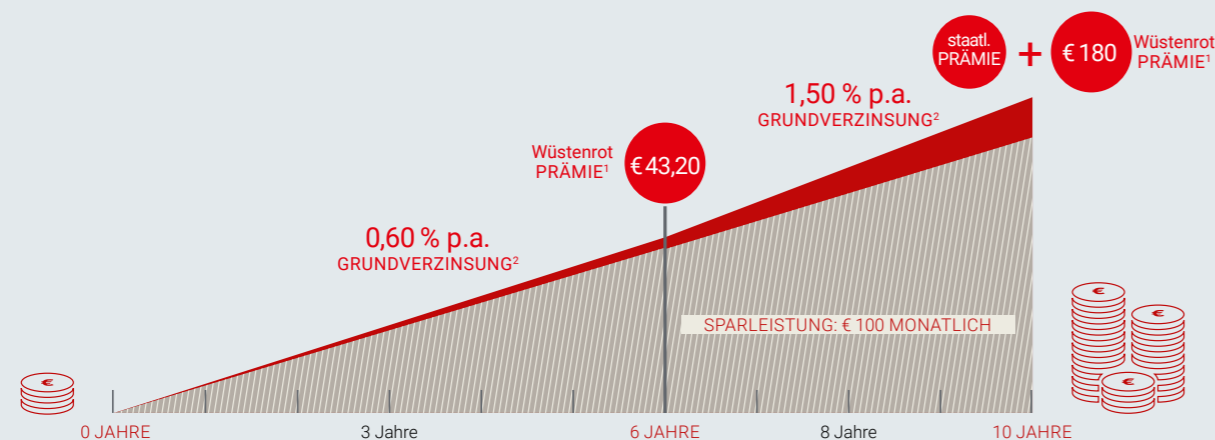 staatl.
PRÄMIE
+
€ 180
Wüstenrot
PRÄMIE¹
1,50 % p.a.
GRUNDVERZINSUNG²
Wüstenrot
PRÄMIE¹
€ 43,20
0,60 % p.a.
GRUNDVERZINSUNG²
SPARLEISTUNG: € 100 MONATLICH
€
€
€
€
0 JAHRE
3 Jahre
6 JAHRE
8 Jahre
10 JAHRE